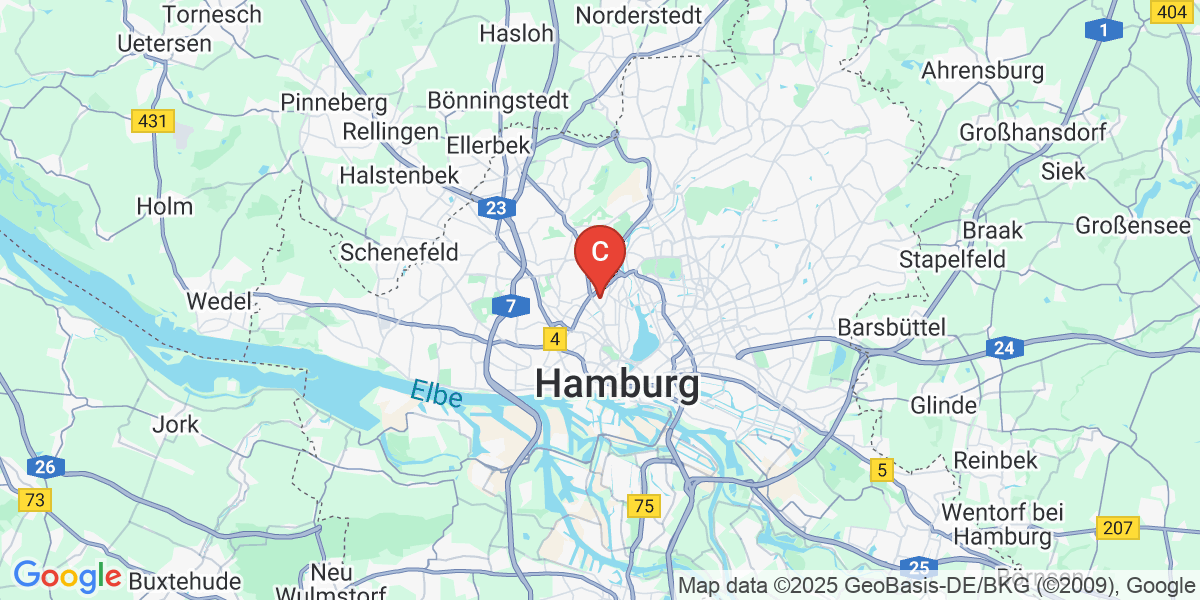 Tornesch
Norderstedt
404
Uetersen
Hasloh
1
Ahrensburg
Pinneberg
Bönningstedt
431
Rellingen
Großhansdorf
Ellerbek
Halstenbek
Siek
Holm
23
Großensee
Braak
Schenefeld
C
Stapelfeld
Wedel
7
Barsbüttel
4
24
Hamburg
Elbe
Glinde
Jork
26
Reinbek
5
73
75
Wentorf bei
Hamburg
207
25
Google
Buxtehude
Neu
Wulmstorf
Map data ©2025 GeoBasis-DE/BKG (©2009), Google